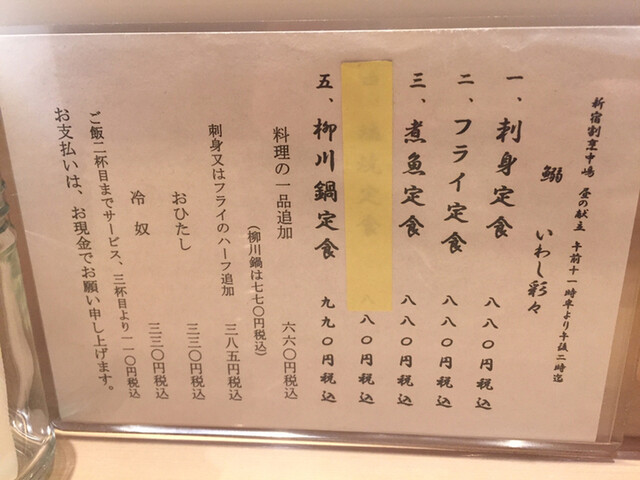 新宿割烹中嶋 昼の献立 午前十一時半より午後二時迄
鰯 いわし彩々
一、刺身定食 八八〇円税込
二、フライ定食 八八〇円税込
三、煮魚定食 八八〇円税込
八八〇円税込
五、柳川鍋定食 九九〇円税込
料理の一品追加 六六〇円税込
(柳川鍋は七七〇円税込)
刺身又はフライのハーフ追加 三八五円税込
おひたし 三三〇円税込
冷奴 三三〇円税込
ご飯二杯目までサービス、三杯目より一一〇円税込
お支払いは、お現金でお願い申し上げます。